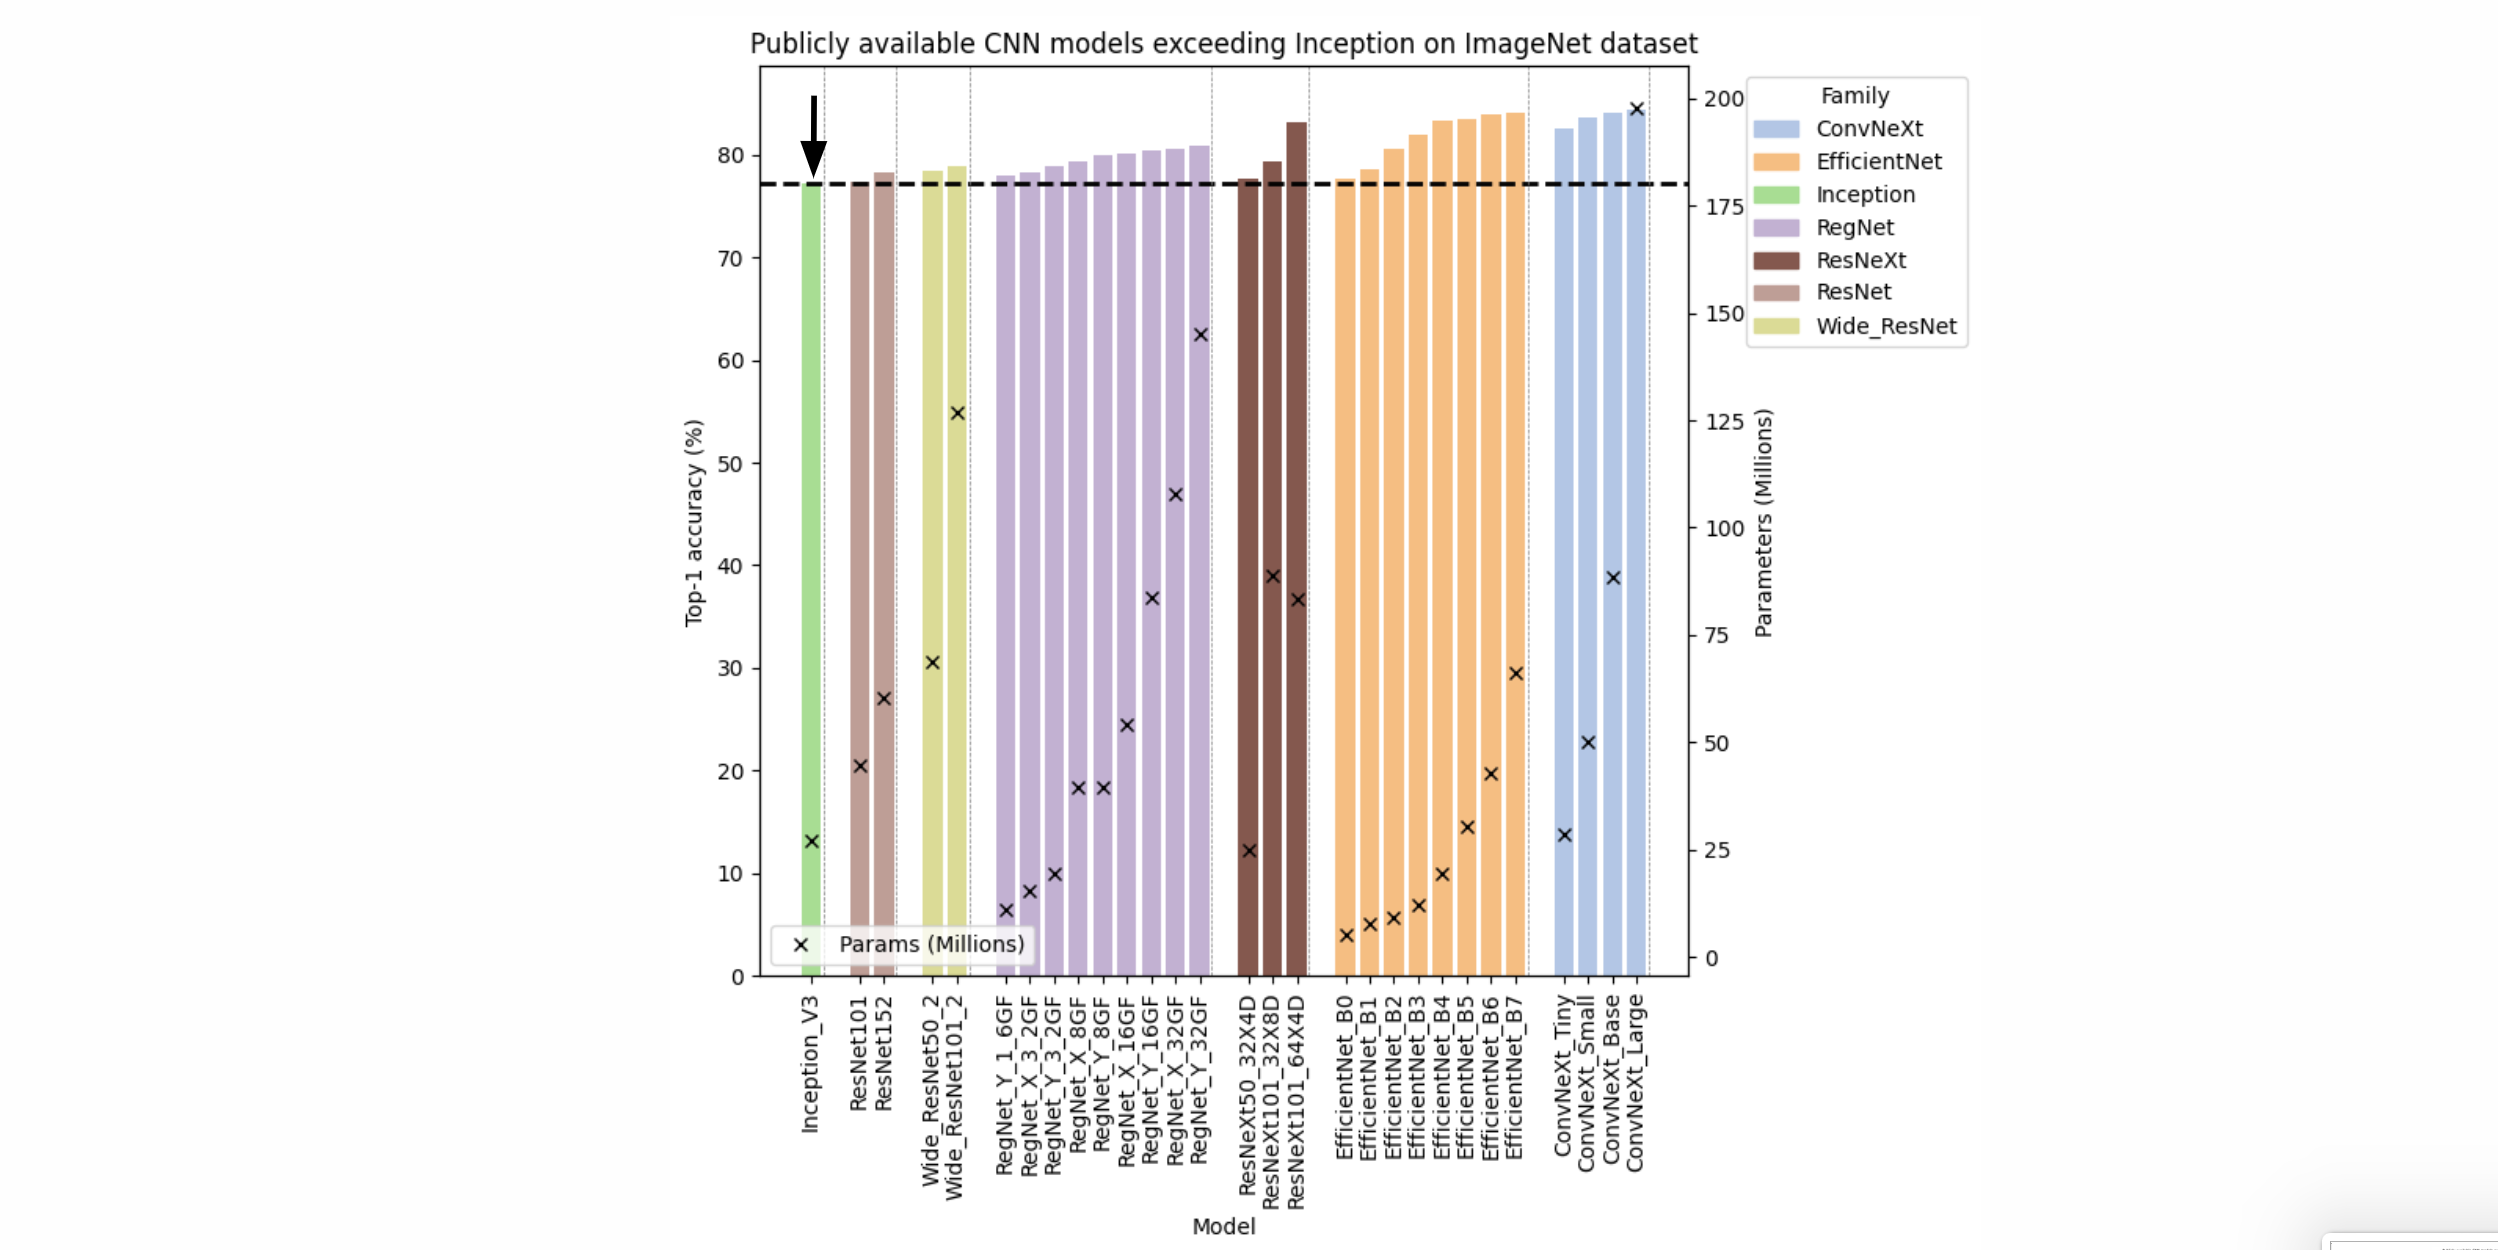 Publicly available CNN models exceeding Inception on ImageNet dataset
Top-1 accuracy (%)
80
70
60
50
40
30
20
10
0
Params (Millions)
200
175
150
125
100
75
50
25
0
Parameters (Millions)
Family
ConvNeXt
EfficientNet
Inception
RegNet
ResNeXt
ResNet
Wide_ResNet
Inception_V3
ResNet101
ResNet152
Wide_ResNet50_2
Wide_ResNet101_2
RegNet_Y_1_6GF
RegNet_X_3_2GF
RegNet_Y_3_2GF
RegNet_X_8GF
RegNet_Y_8GF
RegNet_X_16GF
RegNet_Y_16GF
RegNet_X_32GF
RegNet_Y_32GF
ResNeXt50_32X4D
ResNeXt101_32X8D
ResNeXt101_64X4D
EfficientNet_B0
EfficientNet_B1
EfficientNet_B2
EfficientNet_B3
EfficientNet_B4
EfficientNet_B5
EfficientNet_B6
EfficientNet_B7
ConvNeXt_Tiny
ConvNeXt_Small
ConvNeXt_Base
ConvNeXt_Large
Model